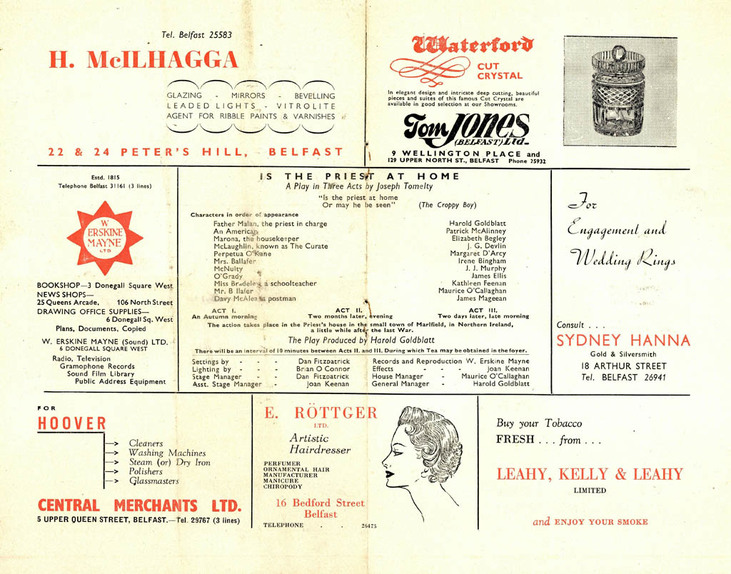 Tel. Belfast 25583
H. McILHAGGA
GLAZING - MIRRORS - BEVELLING
LEADED LIGHTS - VITROLITE
AGENT FOR RIBBLE PAINTS & VARNISHES
22 & 24 PETER'S HILL, BELFAST
Waterford
CUT
CRYSTAL
In elegant design and intricate deep cutting, beautiful
pieces and suites of this famous Cut Crystal are
available in good selection at our Showrooms.
Tom JONES
(BELFAST) Ltd.
9 WELLINGTON PLACE and
129 UPPER NORTH ST., BELFAST Phone 25932
Estd. 1815
Telephone Belfast 31161 (3 lines)
W.
ERSKINE
MAYNE
LTD
BOOKSHOP—3 Donegall Square West
NEWS SHOPS—
25 Queens Arcade, 106 North Street
DRAWING OFFICE SUPPLIES—
6 Donegall Sq. West
Plans, Documents, Copied
W. ERSKINE MAYNE (Sound) LTD.
6 DONEGALL SQUARE WEST
Radio, Television
Gramophone Records
Sound Film Library
Public Address Equipment
IS THE PRIEST AT HOME
A Play in Three Acts by Joseph Tomelty
"Is the priest at home
Or may he be seen" (The Croppy Boy)
Characters in order of appearance
Father Malan, the priest in charge Harold Goldblatt
An American Patrick McAlinney
Marona, the housekeeper Elizabeth Begley
McLaughlin, known as The Curate J. G. Devlin
Perpetua O'Kane Margaret D'Arcy
Mrs. Ballafer Irene Bingham
McNulty J. J. Murphy
O'Grady James Ellis
Miss a schoolteacher Kathleen Feenan
Mr. B llafer Maurice O'Callaghan
Davy a postman James Mageean
ACT I. ACT II. ACT III.
An Autumn morning Two months later, evening Two days later, late morning
The action takes place in the Priest's house in the small town of Marlfield, in Northern Ireland,
a little while after the last War.
The Play Produced by Harold Goldblatt
There will be an interval of 10 minutes between Act II. and III. During which Tea may be obtained in the foyer.
Settings by - - Dan Fitzpatrick Records and Reproduction W. Erskine Mayne
Lighting by - - Brian O Connor Effects - - - Joan Keenan
Stage Manager - - Dan Fitzpatrick House Manager - Maurice O'Callaghan
Asst. Stage Manager - - Joan Keenan General Manager - Harold Goldblatt
For
Engagement and
Wedding Rings
Consult . . .
SYDNEY HANNA
Gold & Silversmith
18 ARTHUR STREET
Tel. BELFAST 26941
FOR
HOOVER
Cleaners
Washing Machines
Steam (or) Dry Iron
Polishers
Glassmasters
CENTRAL MERCHANTS LTD.
5 UPPER QUEEN STREET, BELFAST.—Tel. 29767 (3 lines)
E. RÖTTGER
LTD.
Artistic
Hairdresser
PERFUMER
ORNAMENTAL HAIR
MANUFACTURER
MANICURE
CHIROPODY
16 Bedford Street
Belfast
TELEPHONE - -
Buy your Tobacco
FRESH . . . from . . .
LEAHY, KELLY & LEAHY
LIMITED
and ENJOY YOUR SMOKE